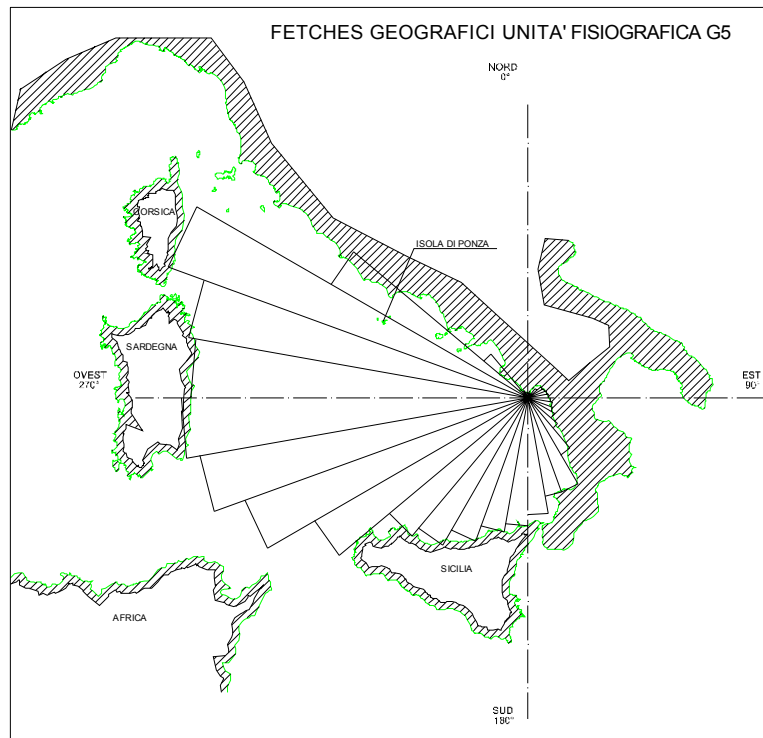 FETCHES GEOGRAFICI UNITA' FISIOGRAFICA G5
NORD
0°
CORSICA
ISOLA DI PONZA
SARDEGNA
OVEST
270°
EST
90°
SICILIA
AFRICA
SUD
180°